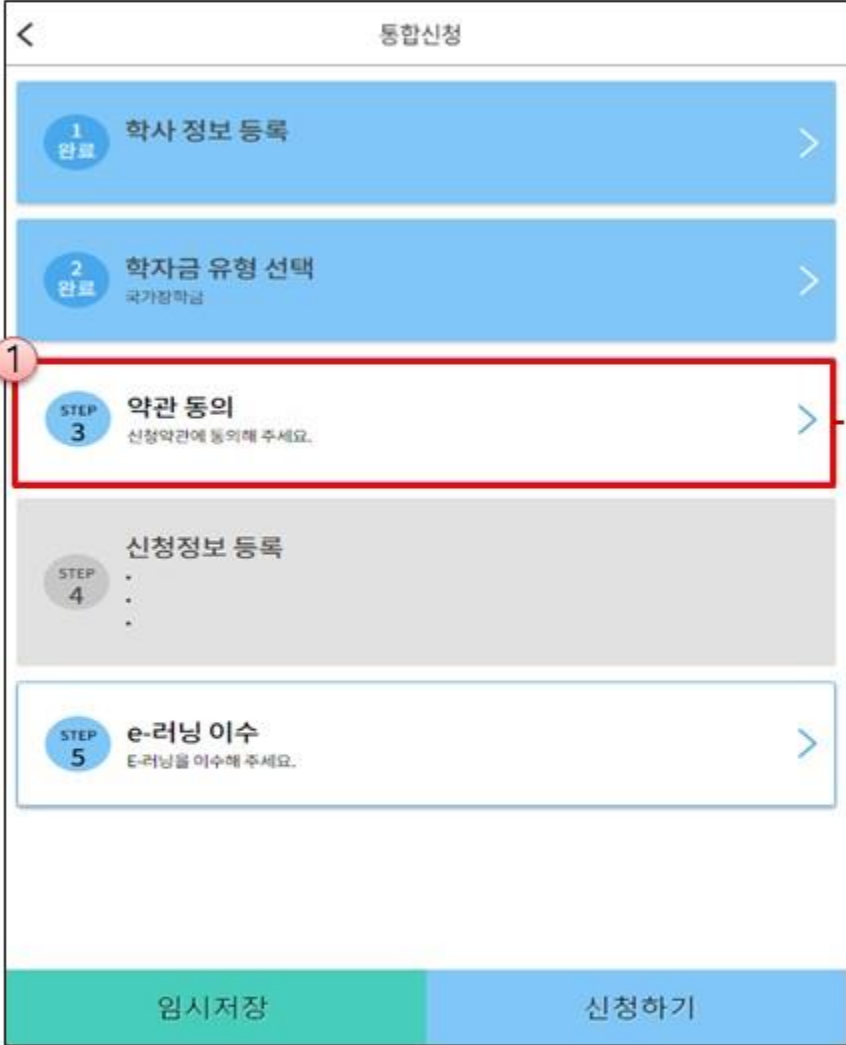 통합신청
1
완료
학사 정보 등록
2
완료
학자금 유형 선택
국가장학금
1
STEP
3
약관 동의
신청약관에 동의해 주세요.
STEP
4
신청정보 등록
STEP
5
e-러닝 이수
E-러닝을 이수해 주세요.
임시저장
신청하기